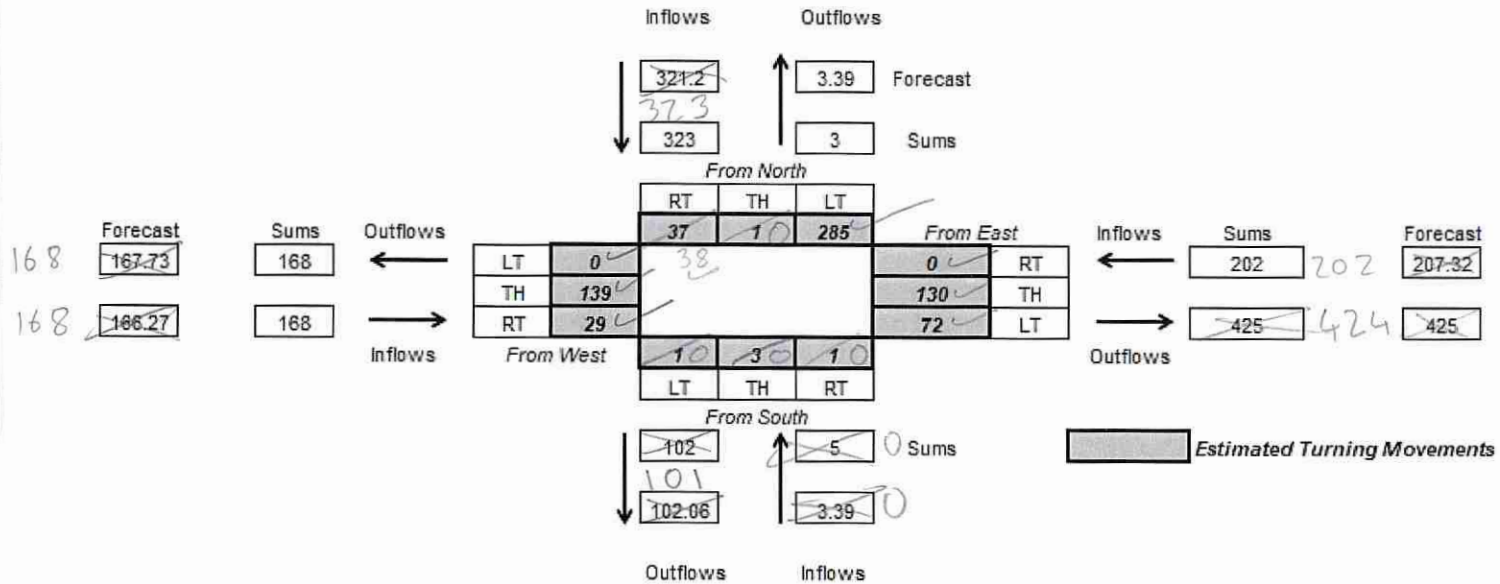 Inflows Outflows
321.2 3.39 Forecast
323
323 3 Sums
From North
RT TH LT
37 1 0 285
38
Forecast Sums Outflows
168 167.73 168
168 166.27 168
Inflows
LT 0
TH 139
RT 29
From West
From East
0 RT
130 TH
72 LT
Inflows Sums Forecast
202 202 207.32
425 424 425
Outflows
1 0 3 0 1 0
LT TH RT
From South
102 5 0 Sums
101
102.06 3.39 0
Outflows Inflows
Estimated Turning Movements